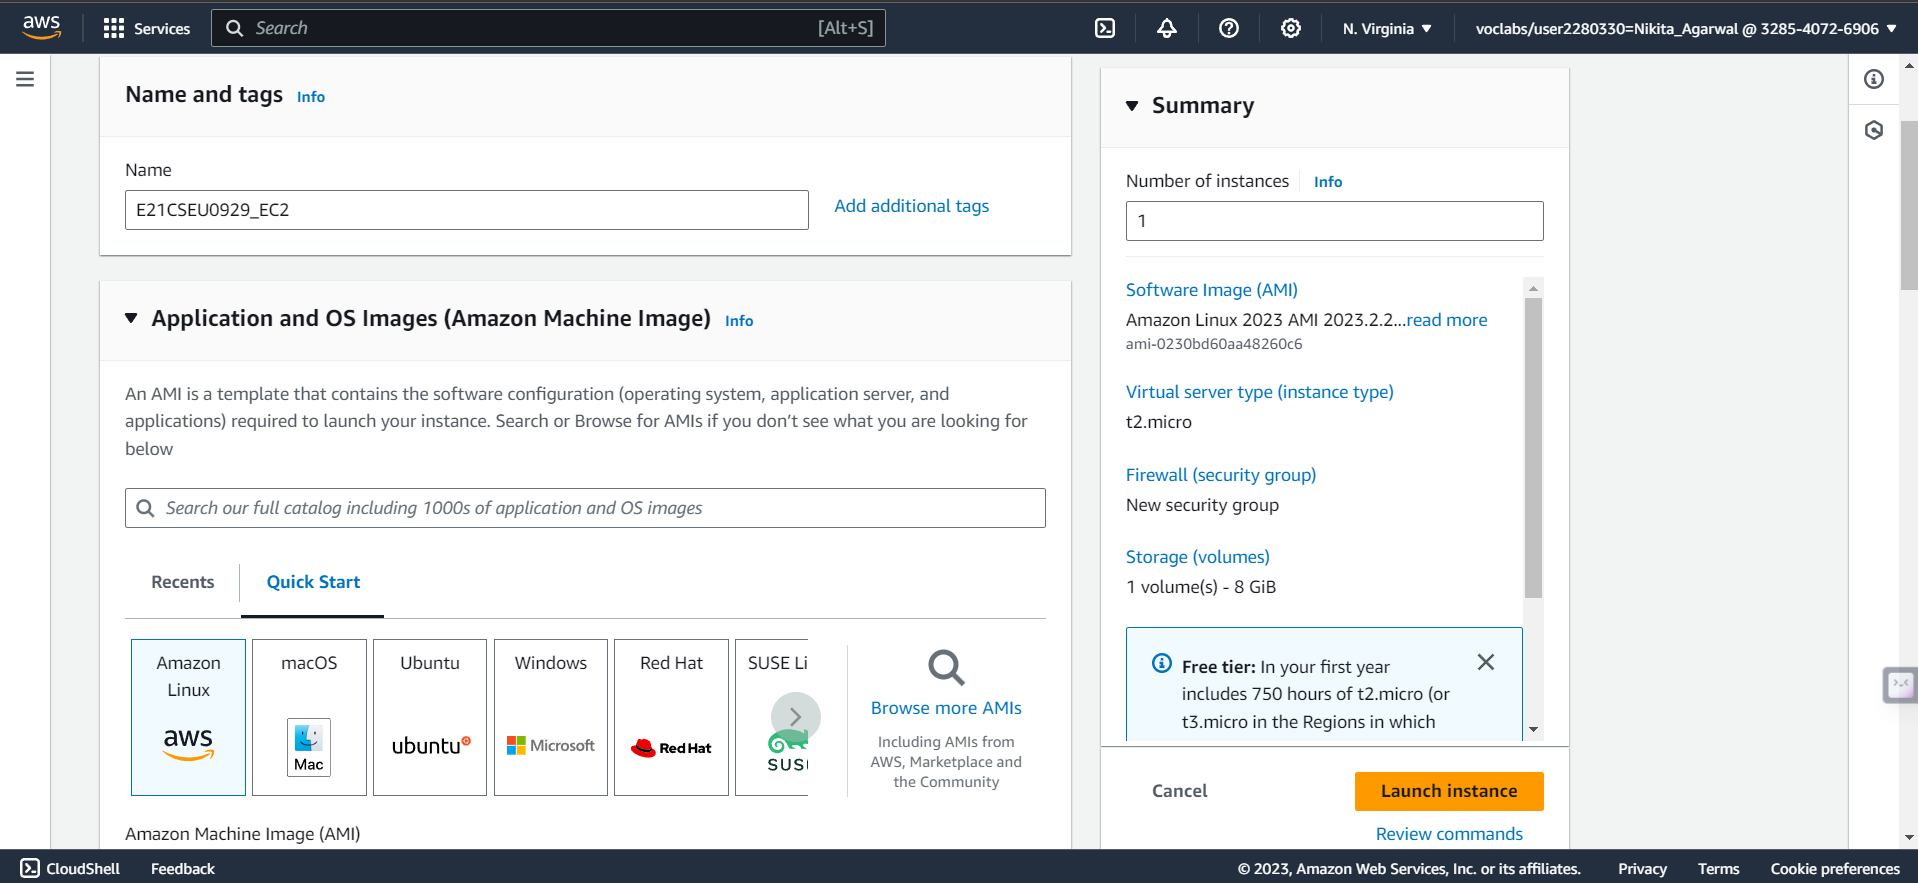 aws
Services
Search
[Alt+S]
N. Virginia
voclabs/user2280330=Nikita_Agarwal @ 3285-4072-6906
Name and tags Info
Name
E21CSEU0929_EC2
Add additional tags
Application and OS Images (Amazon Machine Image) Info
An AMI is a template that contains the software configuration (operating system, application server, and
applications) required to launch your instance. Search or Browse for AMIs if you don’t see what you are looking for
below
Search our full catalog including 1000s of application and OS images
Recents
Quick Start
Amazon
Linux
aws
macOS
Mac
Ubuntu
ubuntu
Windows
Microsoft
Red Hat
Red Hat
SUSE Li
SUS
Browse more AMIs
Including AMIs from
AWS, Marketplace and
the Community
Amazon Machine Image (AMI)
Summary
Number of instances Info
1
Software Image (AMI)
Amazon Linux 2023 AMI 2023.2.2...read more
ami-0230bd60aa48260c6
Virtual server type (instance type)
t2.micro
Firewall (security group)
New security group
Storage (volumes)
1 volume(s) - 8 GiB
Free tier: In your first year
includes 750 hours of t2.micro (or
t3.micro in the Regions in which
Cancel
Launch instance
Review commands
CloudShell
Feedback
© 2023, Amazon Web Services, Inc. or its affiliates.
Privacy
Terms
Cookie preferences